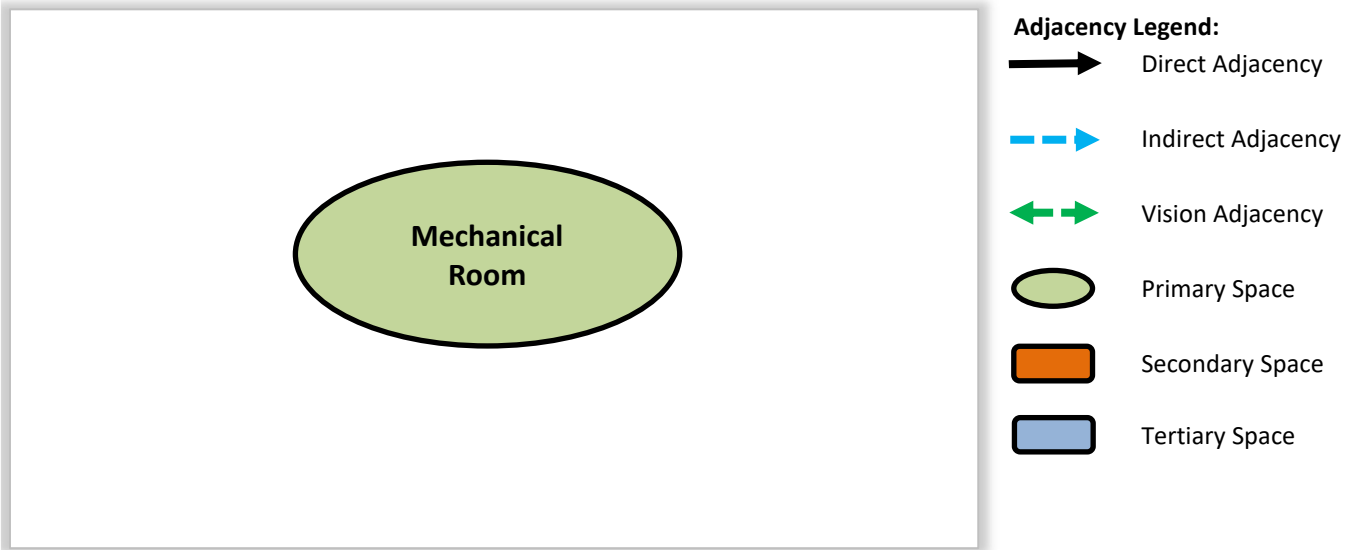 Mechanical
Room
Adjacency Legend:
Direct Adjacency
Indirect Adjacency
Vision Adjacency
Primary Space
Secondary Space
Tertiary Space